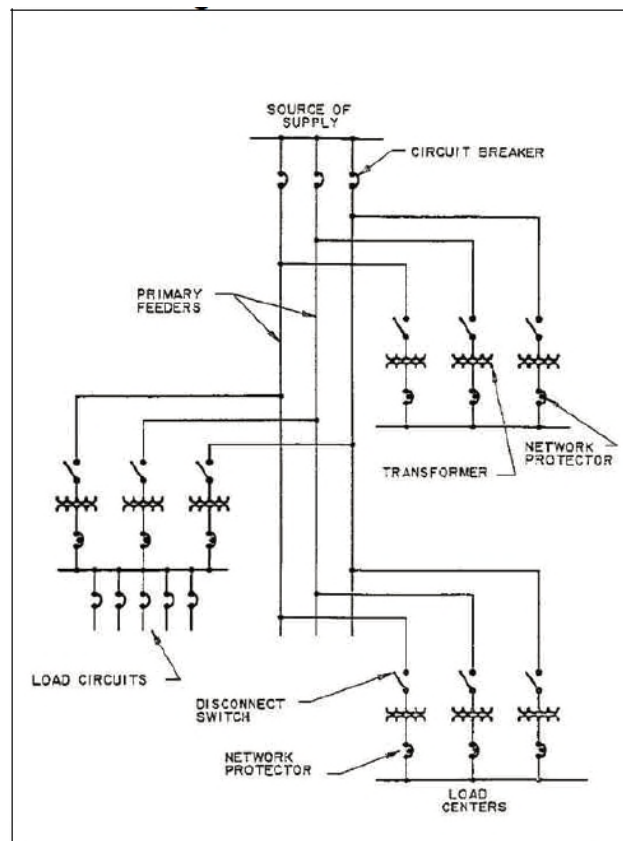 SOURCE OF
SUPPLY
CIRCUIT BREAKER
PRIMARY
FEEDERS
NETWORK
PROTECTOR
TRANSFORMER
LOAD CIRCUITS
DISCONNECT
SWITCH
NETWORK
PROTECTOR
LOAD
CENTERS